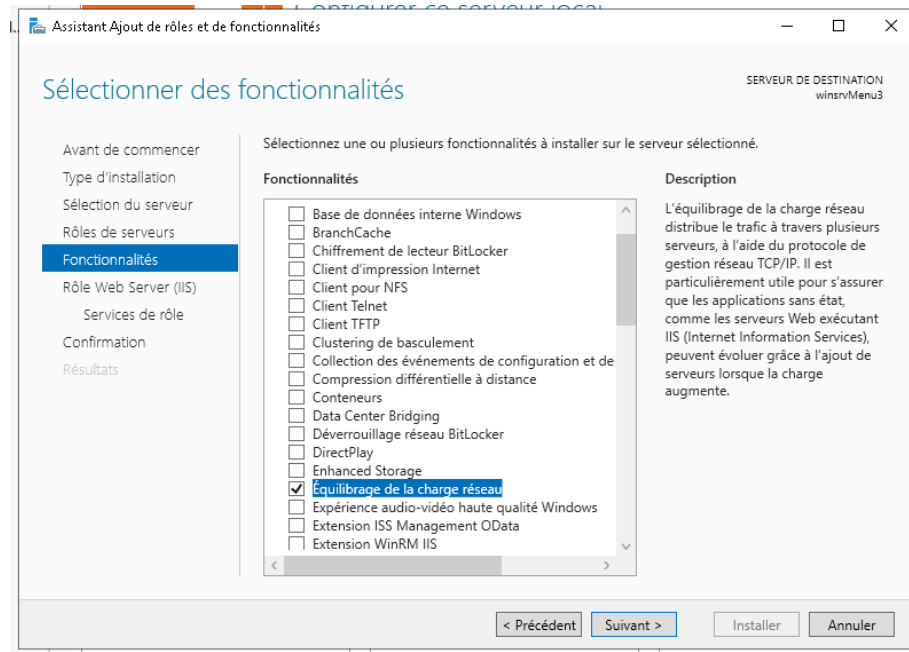 Configurer ce serveur local
Assistant Ajout de rôles et de fonctionnalités
Sélectionner des fonctionnalités
SERVEUR DE DESTINATION
winsrvMenu3
Avant de commencer
Type d'installation
Sélection du serveur
Rôles de serveurs
Fonctionnalités
Rôle Web Server (IIS)
Services de rôle
Confirmation
Résultats
Sélectionnez une ou plusieurs fonctionnalités à installer sur le serveur sélectionné.
Fonctionnalités
Base de données interne Windows
BranchCache
Chiffrement de lecteur BitLocker
Client d'impression Internet
Client pour NFS
Client Telnet
Client TFTP
Clustering de basculement
Collection des événements de configuration et de
Compression différentielle à distance
Conteneurs
Data Center Bridging
Déverrouillage réseau BitLocker
DirectPlay
Enhanced Storage
Équilibrage de la charge réseau
Expérience audio-vidéo haute qualité Windows
Extension ISS Management OData
Extension WinRM IIS
Description
L'équilibrage de la charge réseau
distribue le trafic à travers plusieurs
serveurs, à l'aide du protocole de
gestion réseau TCP/IP. Il est
particulièrement utile pour s'assurer
que les applications sans état,
comme les serveurs Web exécutant
IIS (Internet Information Services),
peuvent évoluer grâce à l'ajout de
serveurs lorsque la charge
augmente.
< Précédent
Suivant >
Installer
Annuler